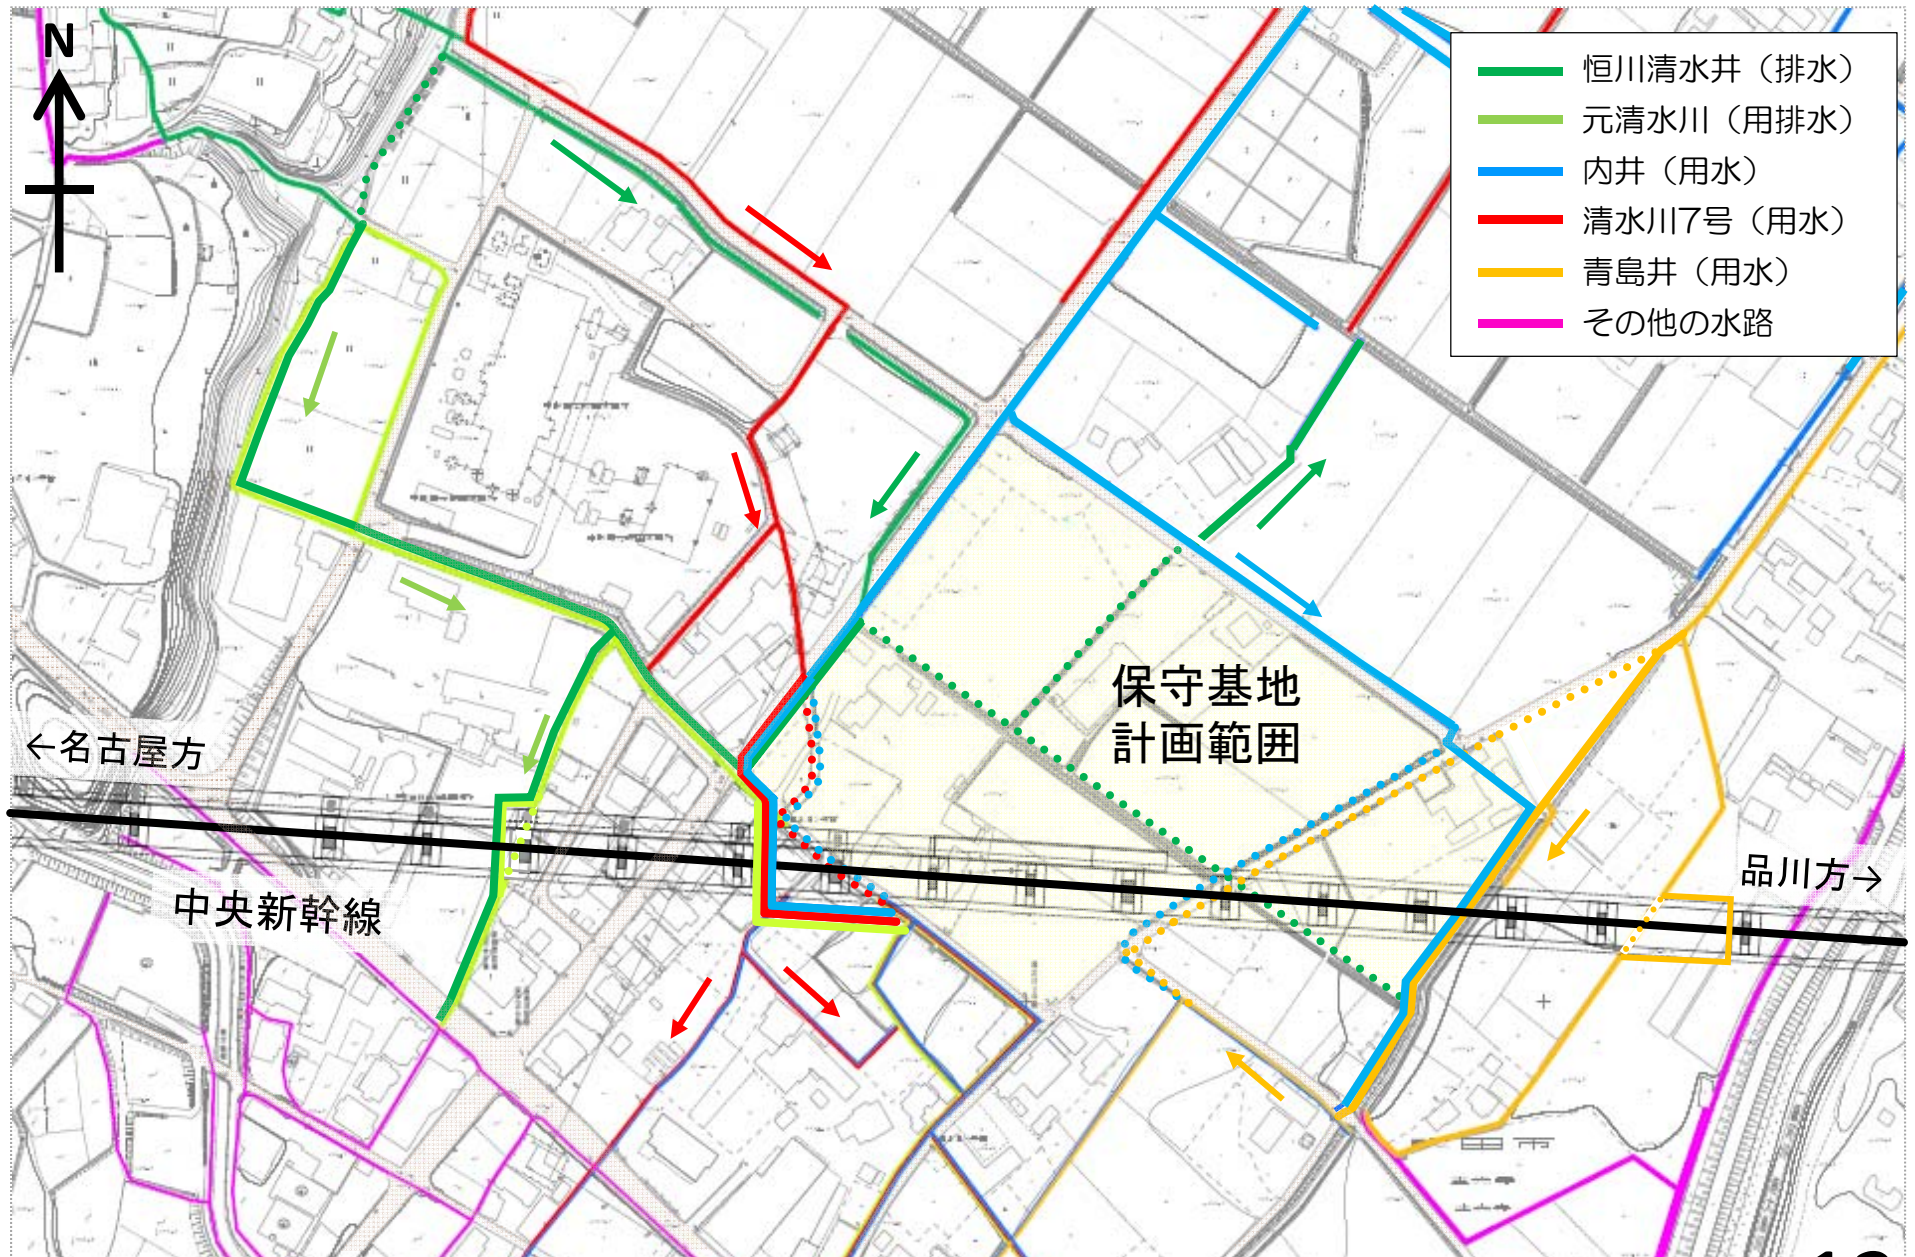 N
恒川清水井（排水）
元清水川（用排水）
内井（用水）
清水川7号（用水）
青島井（用水）
その他の水路
保守基地
計画範囲
←名古屋方
品川方→
中央新幹線